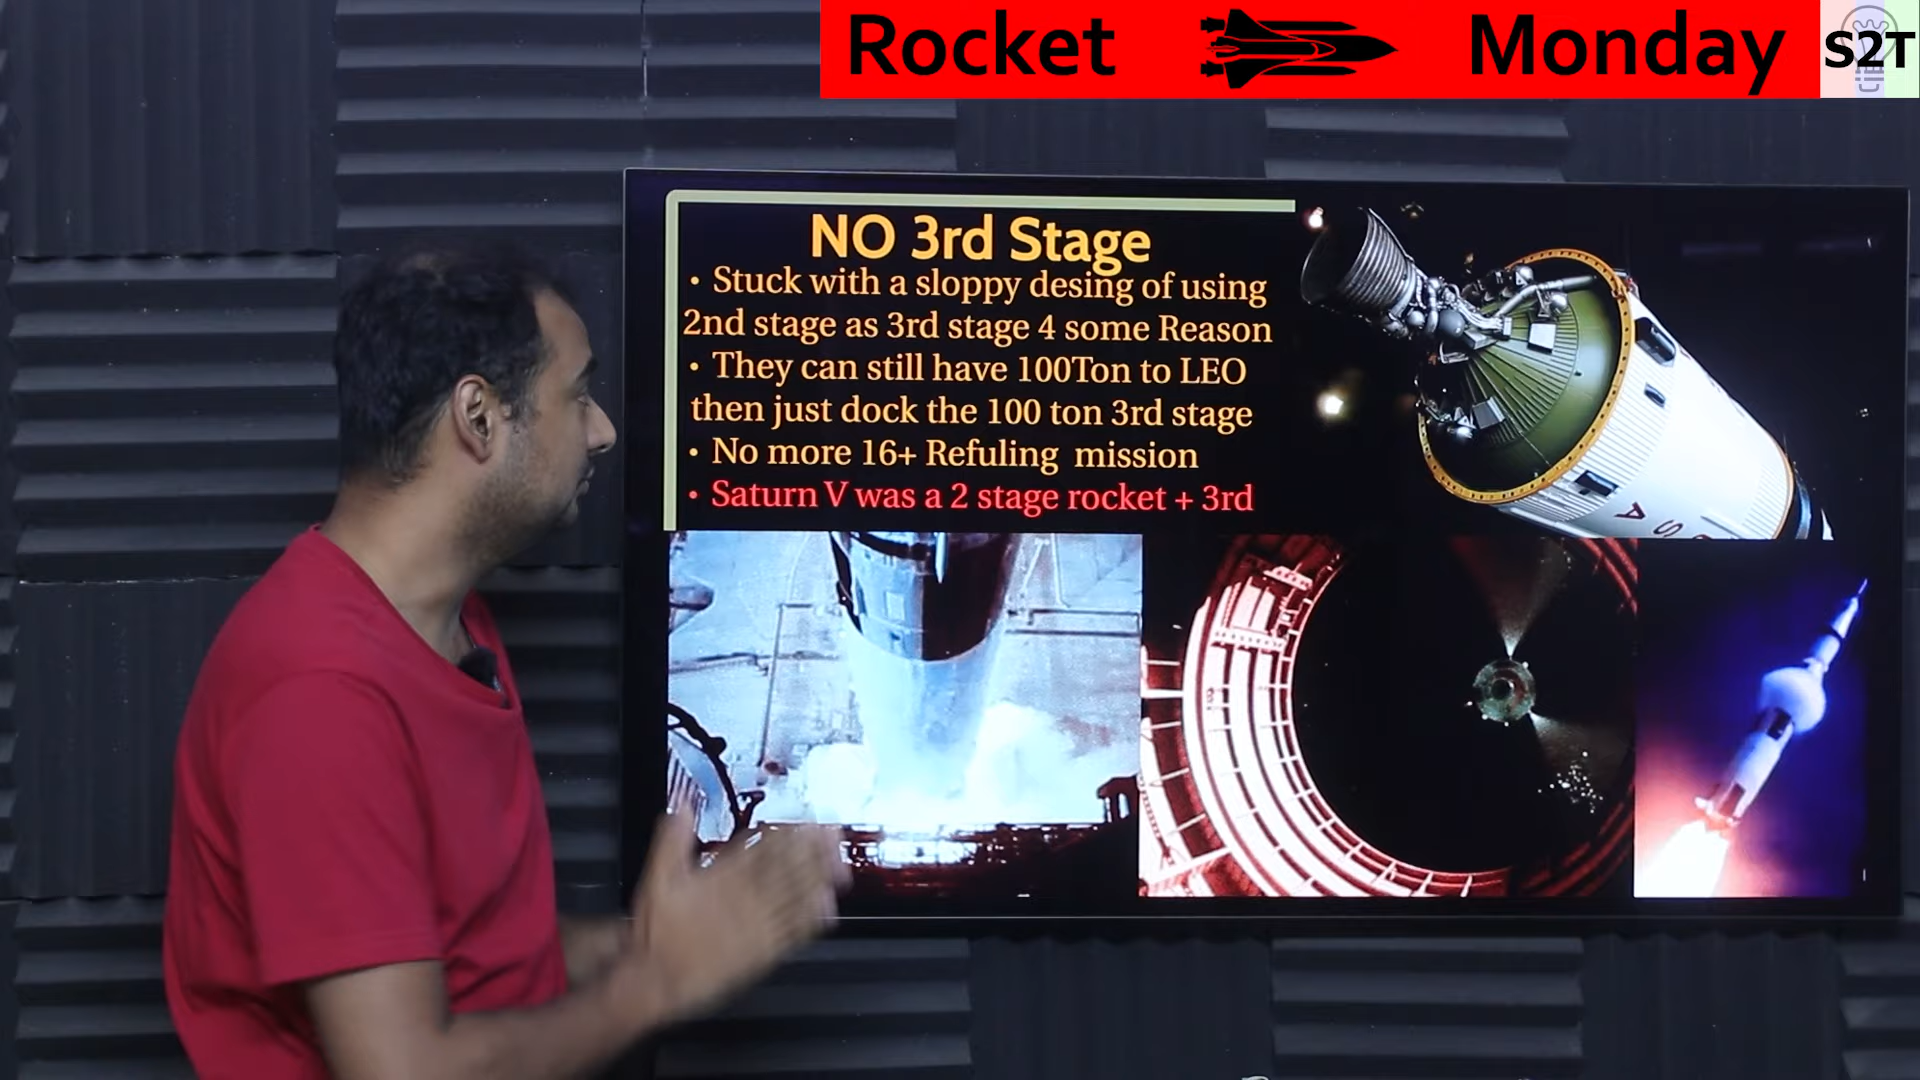 Rocket Monday S2T
NO 3rd Stage
• Stuck with a sloppy desing of using
2nd stage as 3rd stage 4 some Reason
• They can still have 100Ton to LEO
then just dock the 100 ton 3rd stage
• No more 16+ Refuling mission
• Saturn V was a 2 stage rocket + 3rd